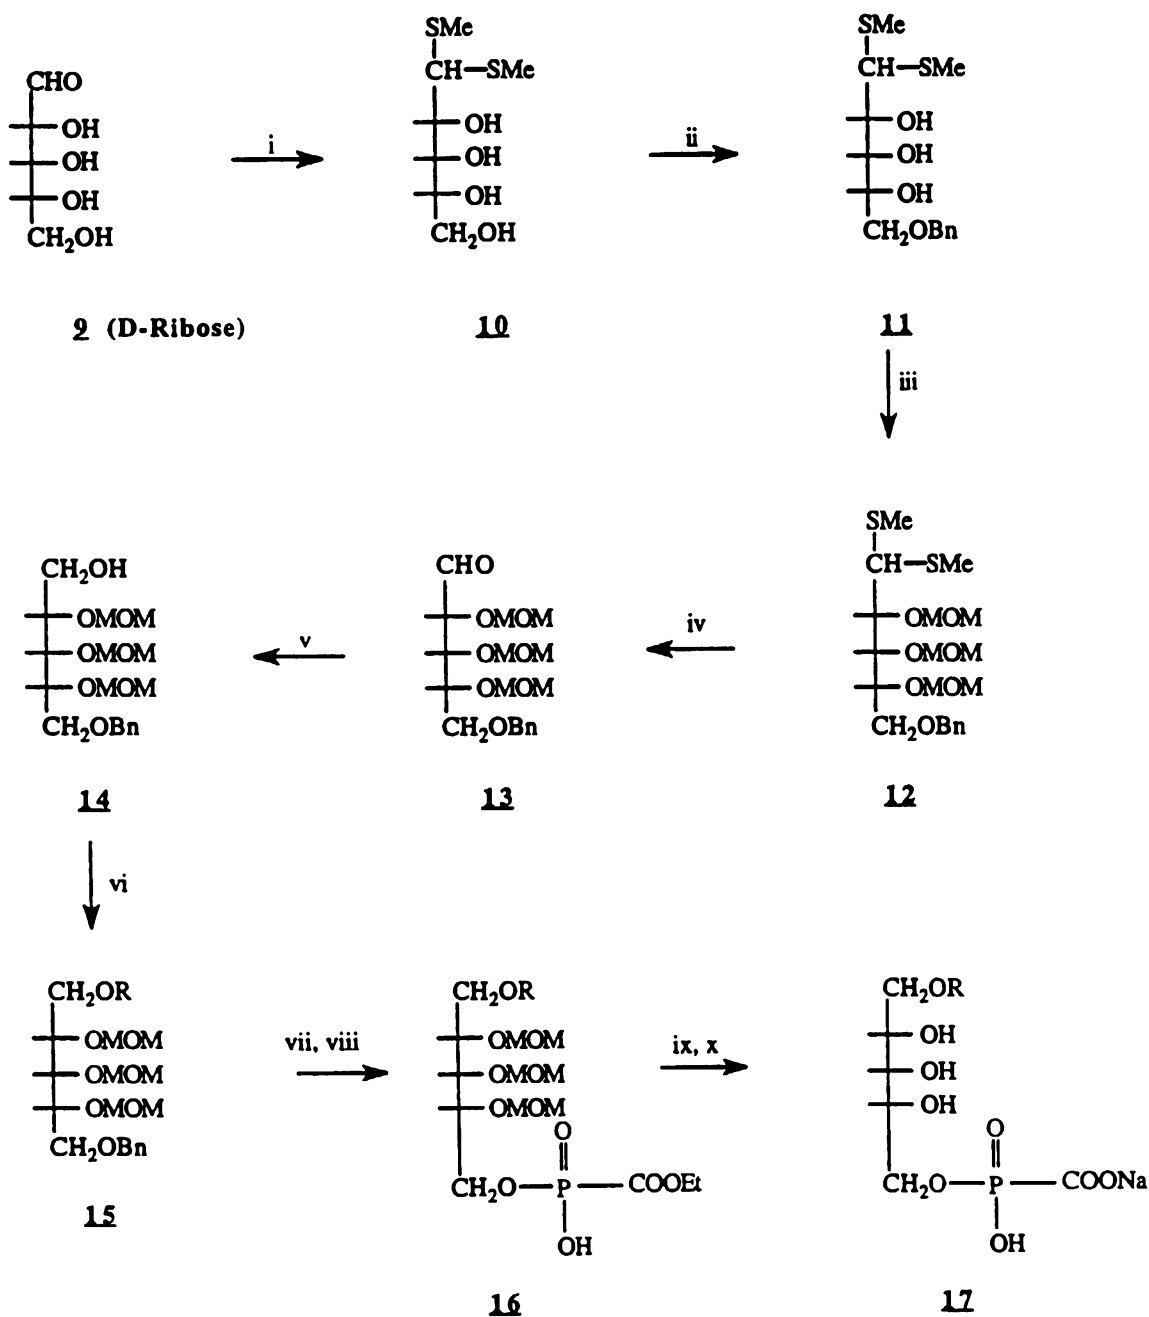 CHO
OH
OH
OH
CH2OH
9 (D-Ribose)
i
SMe
CH—SMe
OH
OH
OH
CH2OH
10
ii
SMe
CH—SMe
OH
OH
OH
CH2OBn
11
iii
SMe
CH—SMe
OMOM
OMOM
OMOM
CH2OBn
12
iv
CHO
OMOM
OMOM
OMOM
CH2OBn
13
v
CH2OH
OMOM
OMOM
OMOM
CH2OBn
14
vi
CH2OR
OMOM
OMOM
OMOM
CH2OBn
15
vii, viii
CH2OR
OMOM
OMOM
OMOM
O
CH2O—P—COOEt
OH
16
ix, x
CH2OR
OH
OH
OH
O
CH2O—P—COONa
OH
17